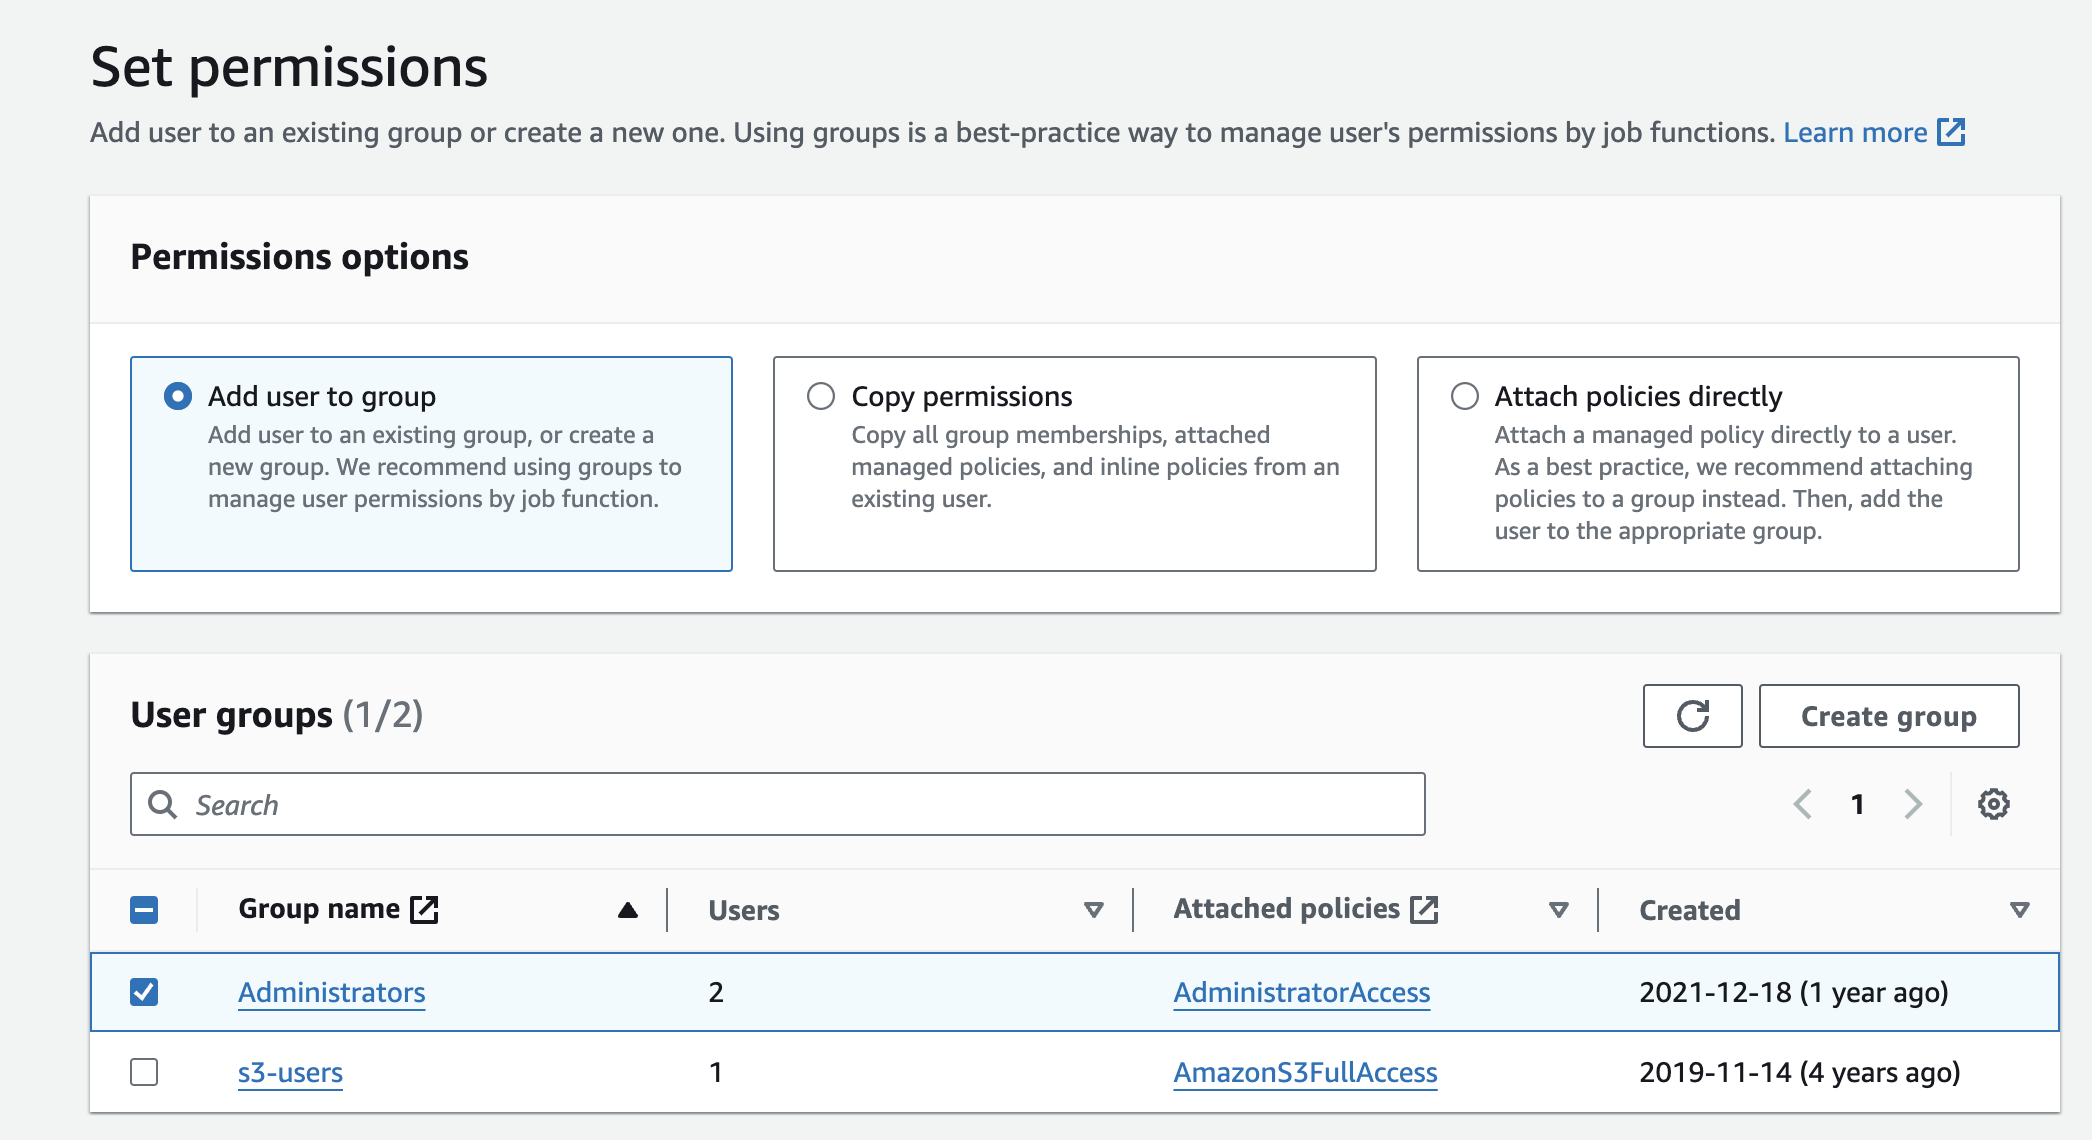 Set permissions
Add user to an existing group or create a new one. Using groups is a best-practice way to manage user's permissions by job functions. Learn more
Permissions options
Add user to group
Add user to an existing group, or create a
new group. We recommend using groups to
manage user permissions by job function.
Copy permissions
Copy all group memberships, attached
managed policies, and inline policies from an
existing user.
Attach policies directly
Attach a managed policy directly to a user.
As a best practice, we recommend attaching
policies to a group instead. Then, add the
user to the appropriate group.
User groups (1/2)
Create group
Search
1
Group name Users Attached policies Created
Administrators 2 AdministratorAccess 2021-12-18 (1 year ago)
s3-users 1 AmazonS3FullAccess 2019-11-14 (4 years ago)